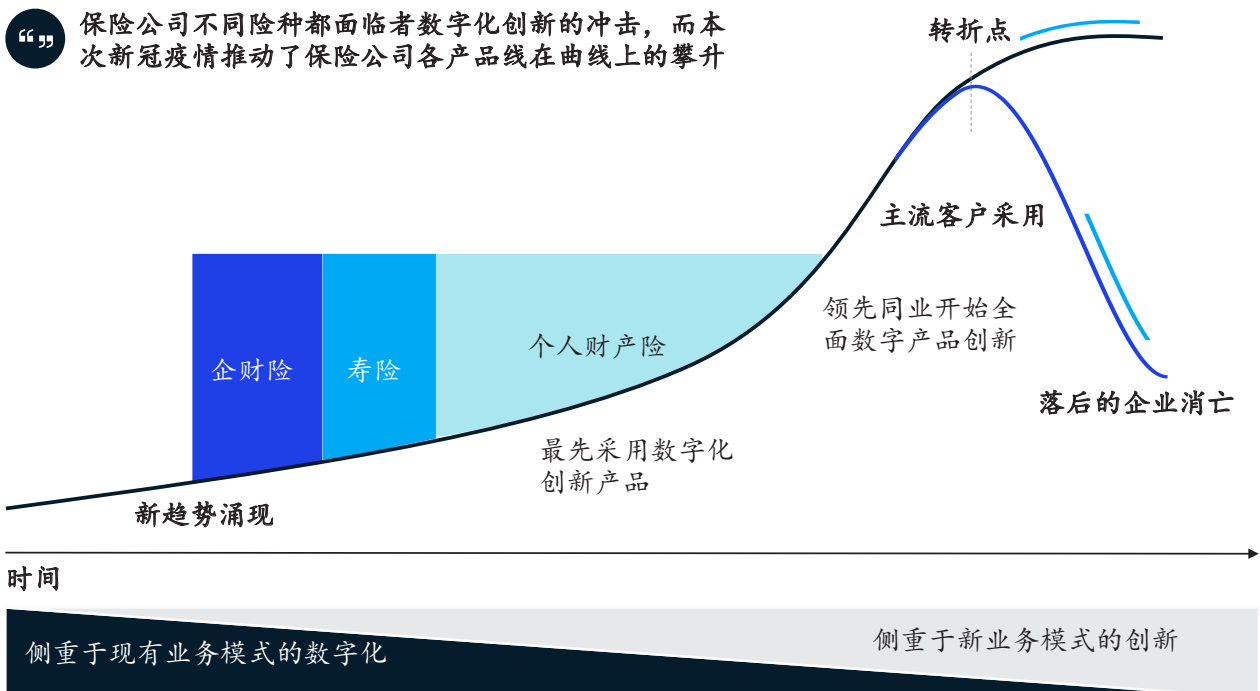 “”
保险公司不同险种都面临者数字化创新的冲击，而本
次新冠疫情推动了保险公司各产品线在曲线上的攀升
转折点
主流客户采用
领先同业开始全
面数字产品创新
个人财产险
企财险
寿险
落后的企业消亡
最先采用数字化
创新产品
新趋势涌现
时间
侧重于现有业务模式的数字化
侧重于新业务模式的创新